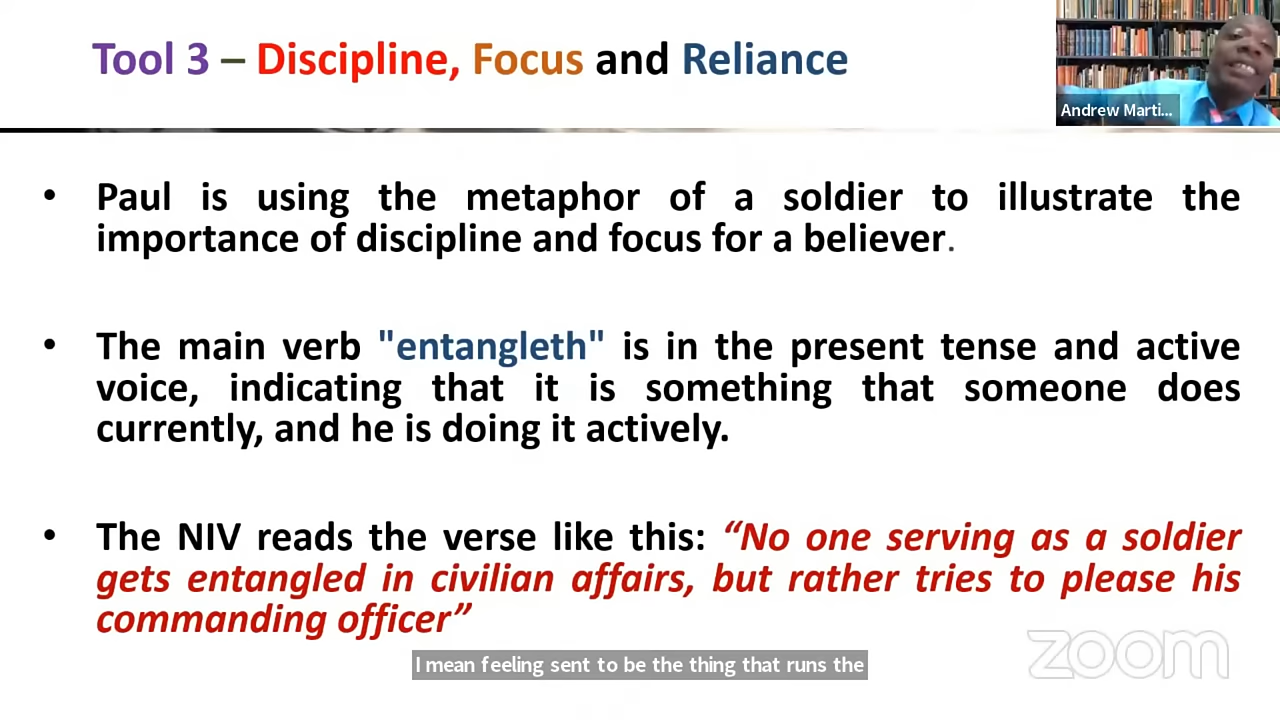 Tool 3 – Discipline, Focus and Reliance
Andrew Marti...
• Paul is using the metaphor of a soldier to illustrate the
importance of discipline and focus for a believer.
• The main verb "entangleth" is in the present tense and active
voice, indicating that it is something that someone does
currently, and he is doing it actively.
• The NIV reads the verse like this: “No one serving as a soldier
gets entangled in civilian affairs, but rather tries to please his
commanding officer”
I mean feeling sent to be the thing that runs the
zoom